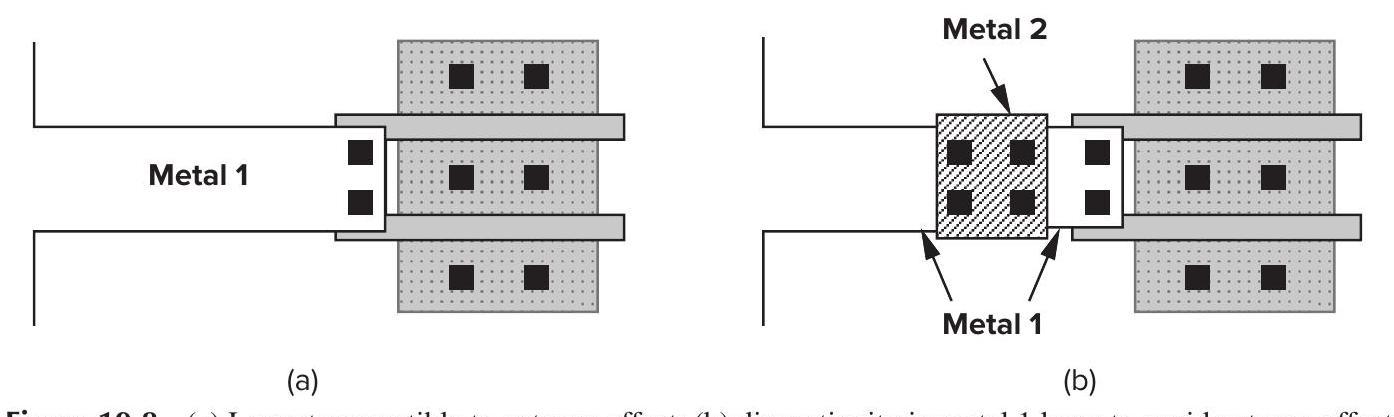 Metal 2
Metal 1
Metal 1
(a)
(b)
Figure 19.8 (a) Layout susceptible to antenna effect, (b) discontinuity in metal 1 layer to avoid antenna effect